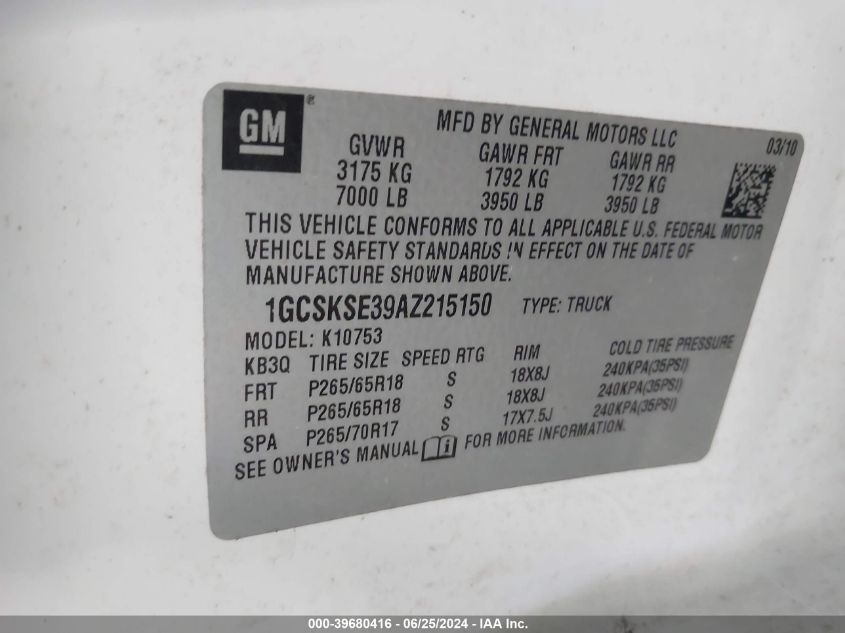 GM®
MFD BY GENERAL MOTORS LLC
03/10
GVWR GAWR FRT GAWR RR
3175 KG 1792 KG 1792 KG
7000 LB 3950 LB 3950 LB
THIS VEHICLE CONFORMS TO ALL APPLICABLE U.S. FEDERAL MOTOR
VEHICLE SAFETY STANDARDS IN EFFECT ON THE DATE OF
MANUFACTURE SHOWN ABOVE.
1GCSKSE39AZ215150 TYPE: TRUCK
MODEL: K10753
KB3Q TIRE SIZE SPEED RTG RIM COLD TIRE PRESSURE
FRT P265/65R18 S 18X8J 240KPA(35PSI)
RR P265/65R18 S 18X8J 240KPA(35PSI)
SPA P265/70R17 S 17X7.5J 240KPA(35PSI)
SEE OWNER'S MANUAL FOR MORE INFORMATION.
000-39680416 - 06/25/2024 - IAA Inc.